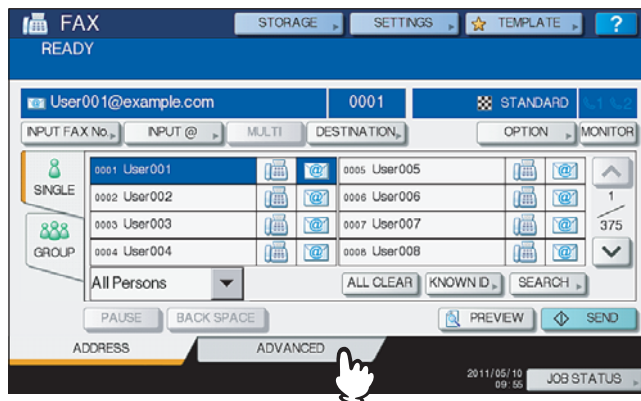 FAX STORAGE SETTINGS TEMPLATE ?
READY
User001@example.com 0001 STANDARD L1 L2
INPUT FAX No. INPUT @ MULTI DESTINATION OPTION MONITOR
SINGLE
GROUP
0001 User001 0005 User005
0002 User002 0006 User006
0003 User003 0007 User007
0004 User004 0008 User008
1
375
All Persons ALL CLEAR KNOWN ID SEARCH
PAUSE BACK SPACE PREVIEW SEND
ADDRESS ADVANCED
2011/05/10
09:55
JOB STATUS